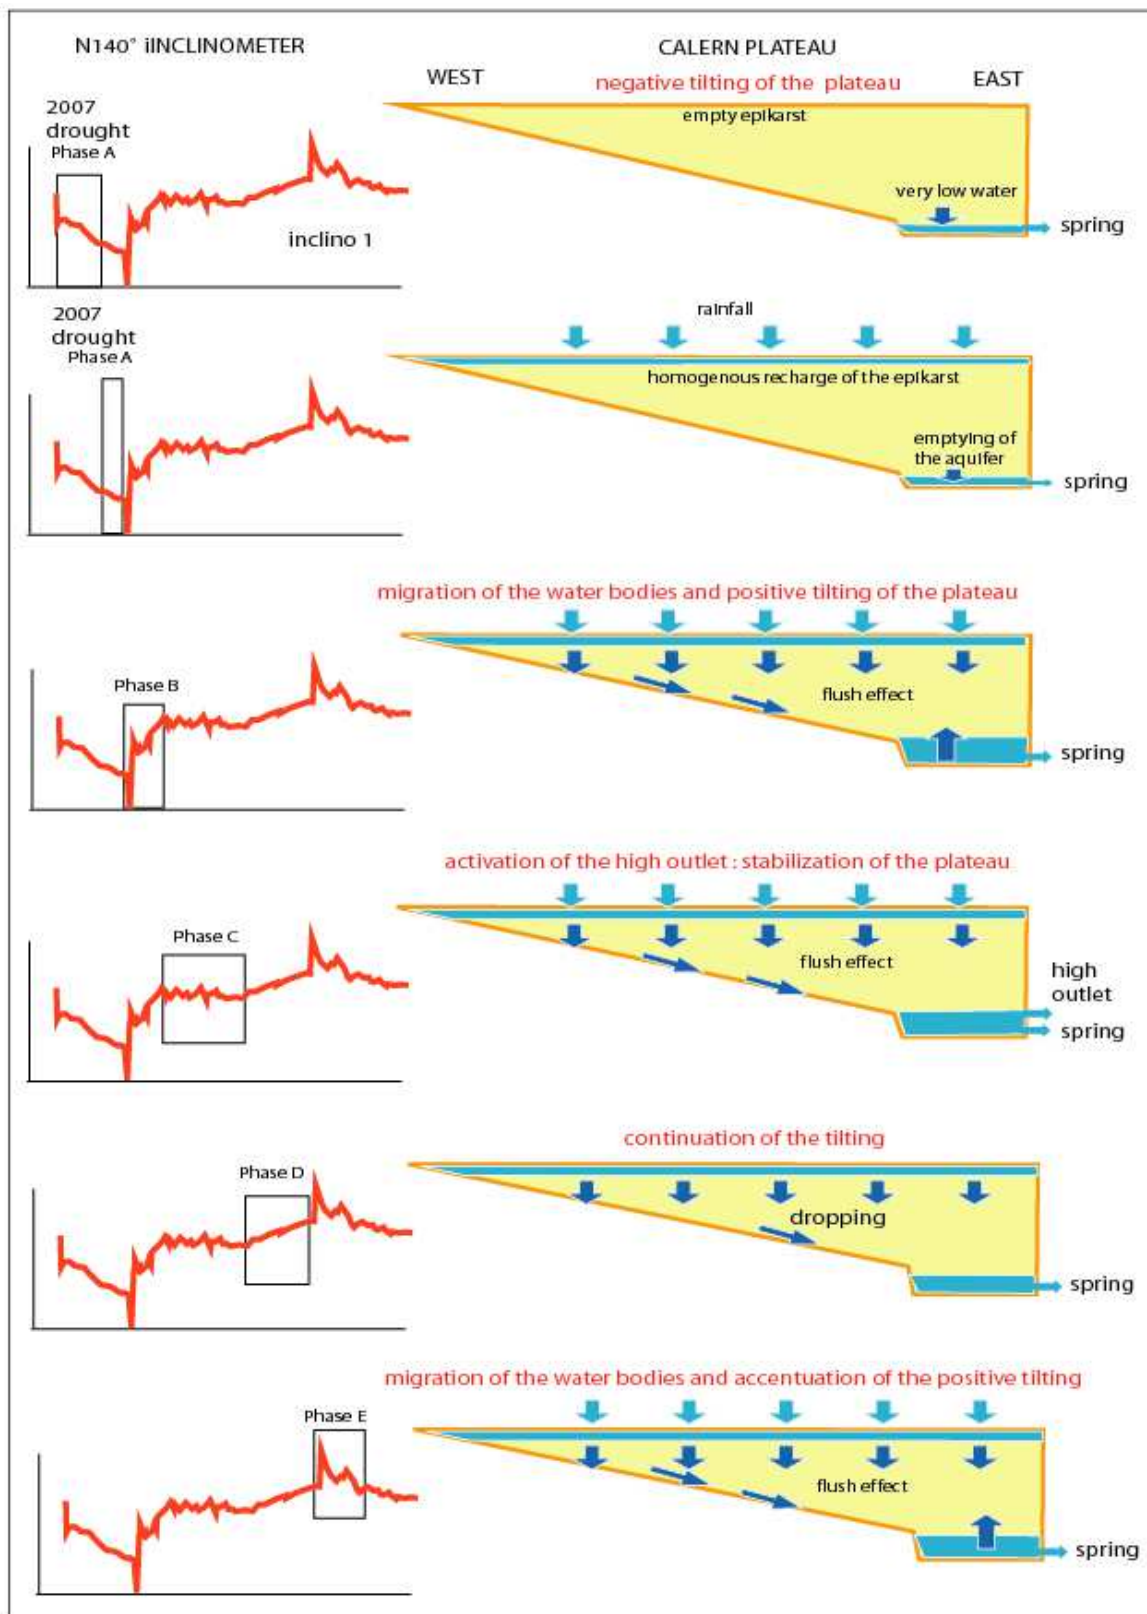 N140° iIINCLINOMETER
CALERN PLATEAU
WEST
negative tilting of the plateau
EAST
empty epikarst
2007
drought
Phase A
very low water
spring
inclino 1
2007
drought
Phase A
rainfall
homogenous recharge of the epikarst
emptying of
the aquifer
spring
migration of the water bodies and positive tilting of the plateau
Phase B
flush effect
spring
activation of the high outlet : stabilization of the plateau
Phase C
flush effect
high
outlet
spring
continuation of the tilting
Phase D
dropping
spring
migration of the water bodies and accentuation of the positive tilting
Phase E
flush effect
spring